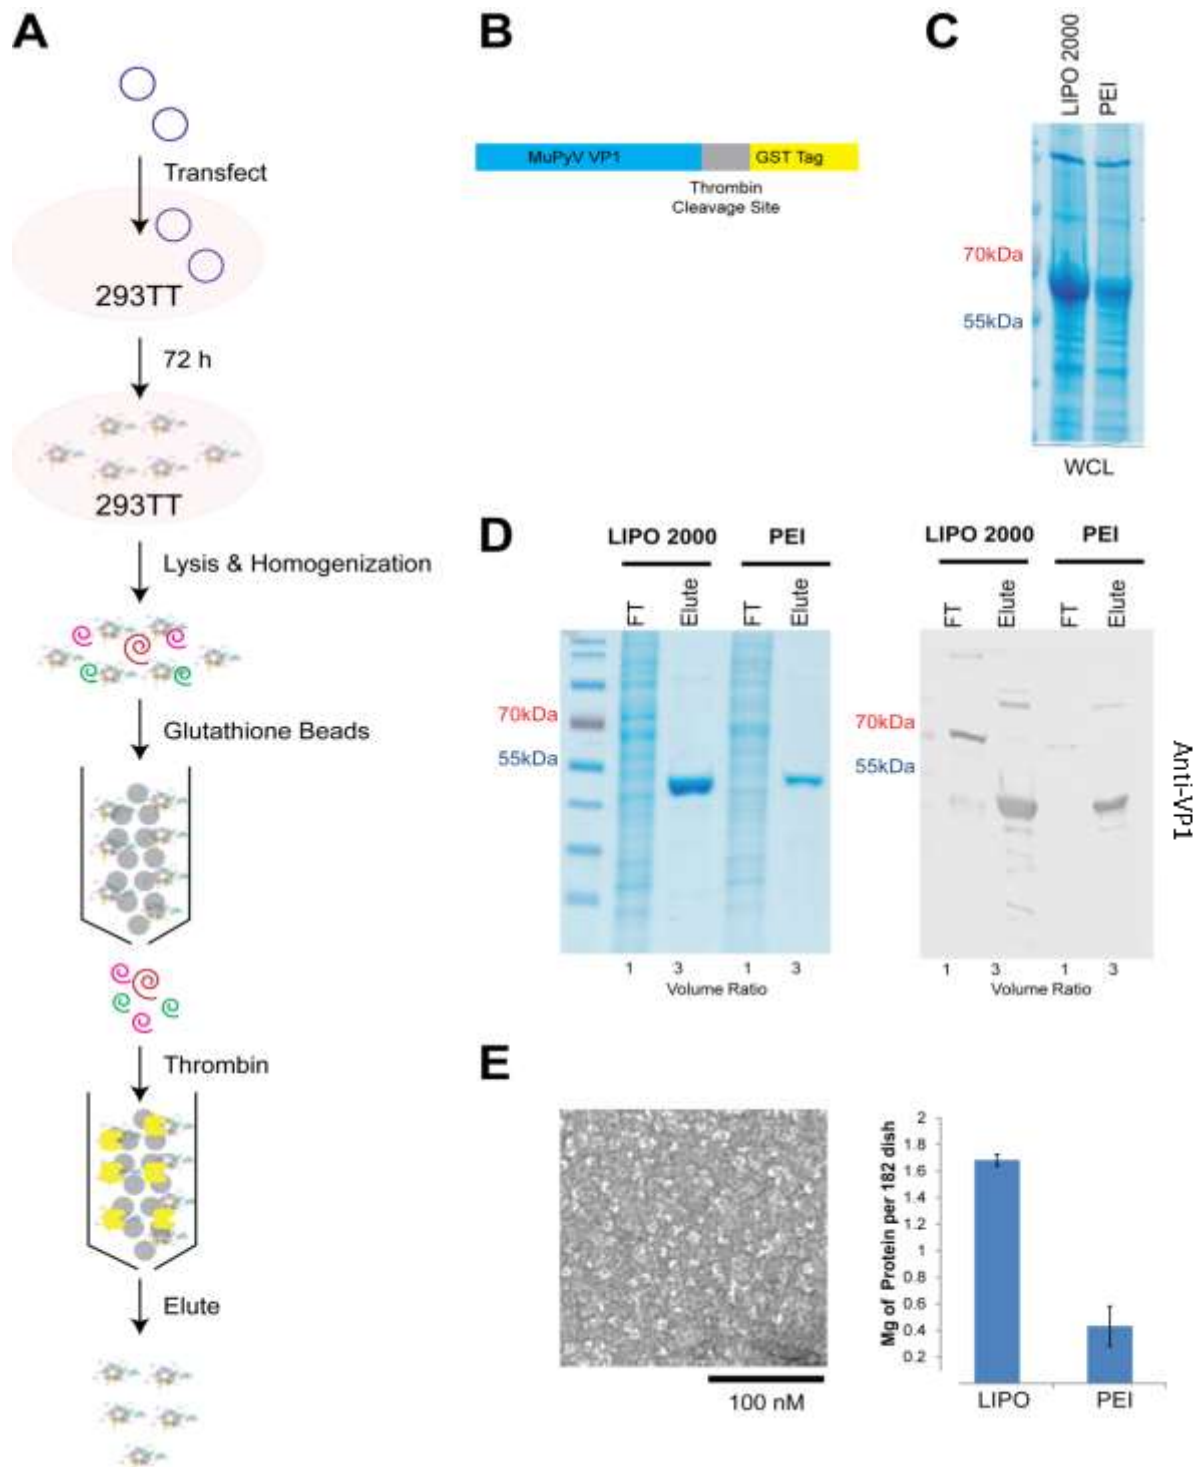 A
Transfect
293TT
72 h
293TT
Lysis & Homogenization
Glutathione Beads
Thrombin
Elute
B
MuPyV VP1
GST Tag
Thrombin
Cleavage Site
C
LIPO 2000
PEI
70kDa
55kDa
WCL
D
LIPO 2000 PEI
FT Elute FT Elute
70kDa
55kDa
1 3 1 3
Volume Ratio
LIPO 2000 PEI
FT Elute FT Elute
70kDa
55kDa
Anti-VP1
1 3 1 3
Volume Ratio
E
100 nM
Mg of Protein per 182 dish
2
1.8
1.6
1.4
1.2
1
0.8
0.6
0.4
0.2
LIPO PEI